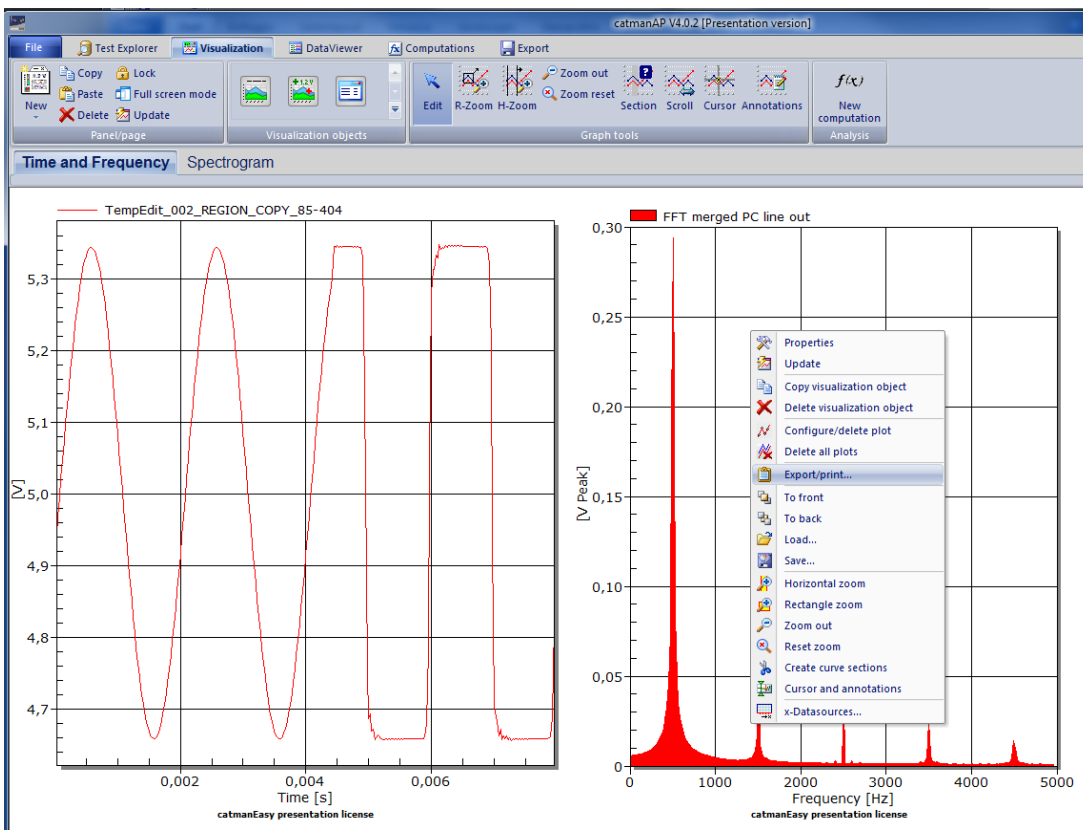 catmanAP V4.0.2 [Presentation version]
File Test Explorer Visualization DataViewer fx Computations Export
New Copy Paste Delete Lock Full screen mode Update
Panel/page
Visualization objects
Edit R-Zoom H-Zoom Zoom out Zoom reset Section Scroll Cursor Annotations
Graph tools
f(x)
New computation
Analysis
Time and Frequency Spectrogram
TempEdit_002_REGION_COPY_85-404
5,3
5,2
5,1
5,0
4,9
4,8
4,7
[V]
0,002 0,004 0,006
Time [s]
catmanEasy presentation license
FFT merged PC line out
0,30
0,25
0,20
0,15
0,10
0,05
0
[V Peak]
0 1000 2000 3000 4000 5000
Frequency [Hz]
catmanEasy presentation license
Properties
Update
Copy visualization object
Delete visualization object
Configure/delete plot
Delete all plots
Export/print...
To front
To back
Load...
Save...
Horizontal zoom
Rectangle zoom
Zoom out
Reset zoom
Create curve sections
Cursor and annotations
x-Datasources...